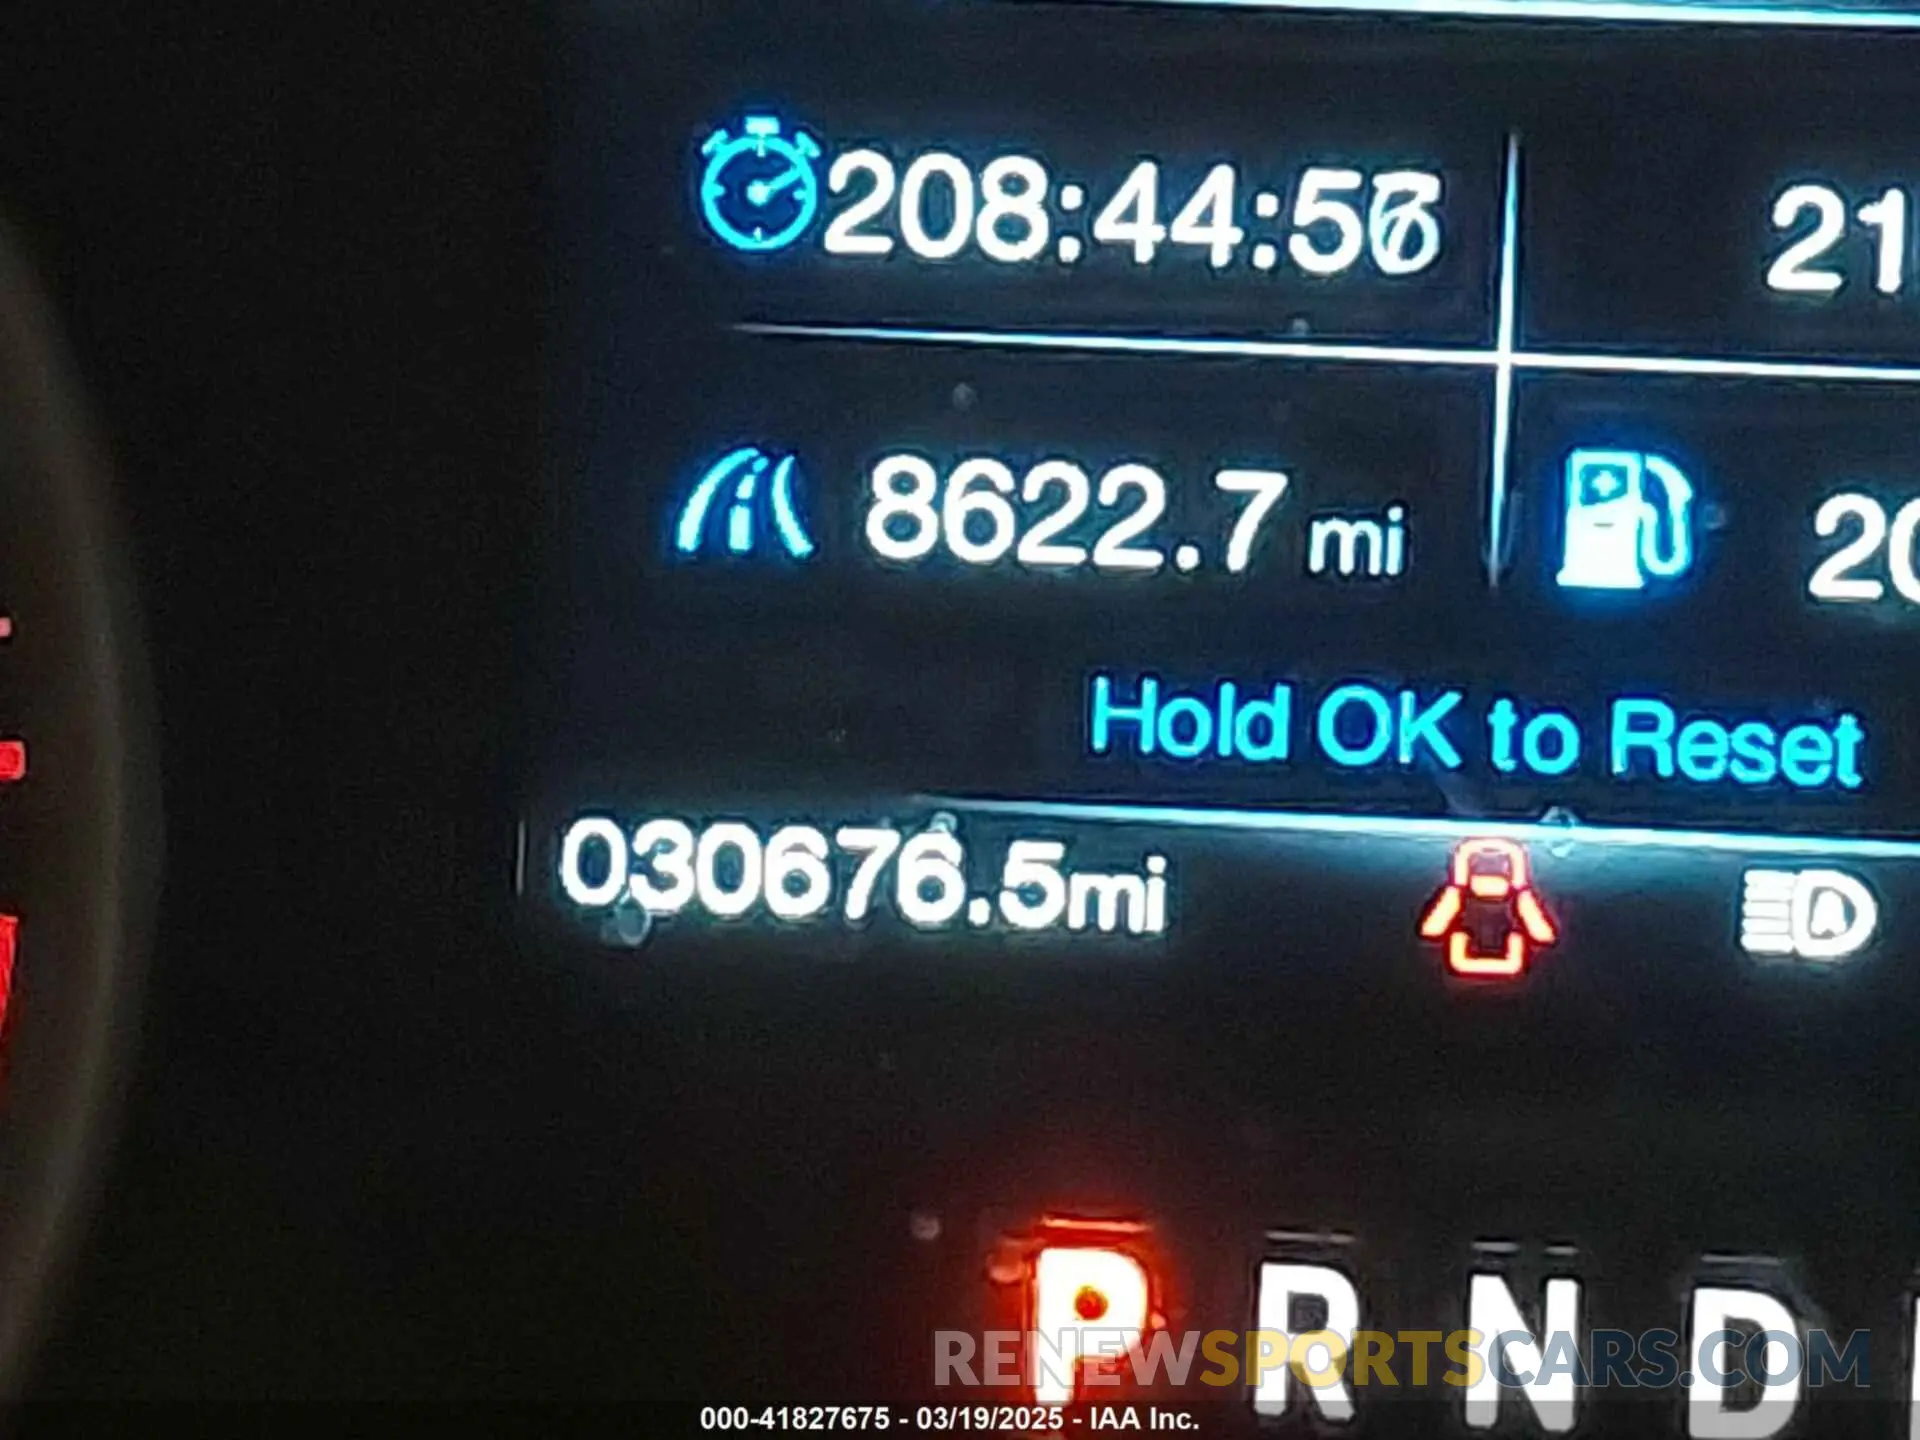 208:44:56 21
8622.7 mi 20
Hold OK to Reset
030676.5mi
P R N D
RENEWSPORTSCARS.COM
000-41827675 - 03/19/2025 - IAA Inc.